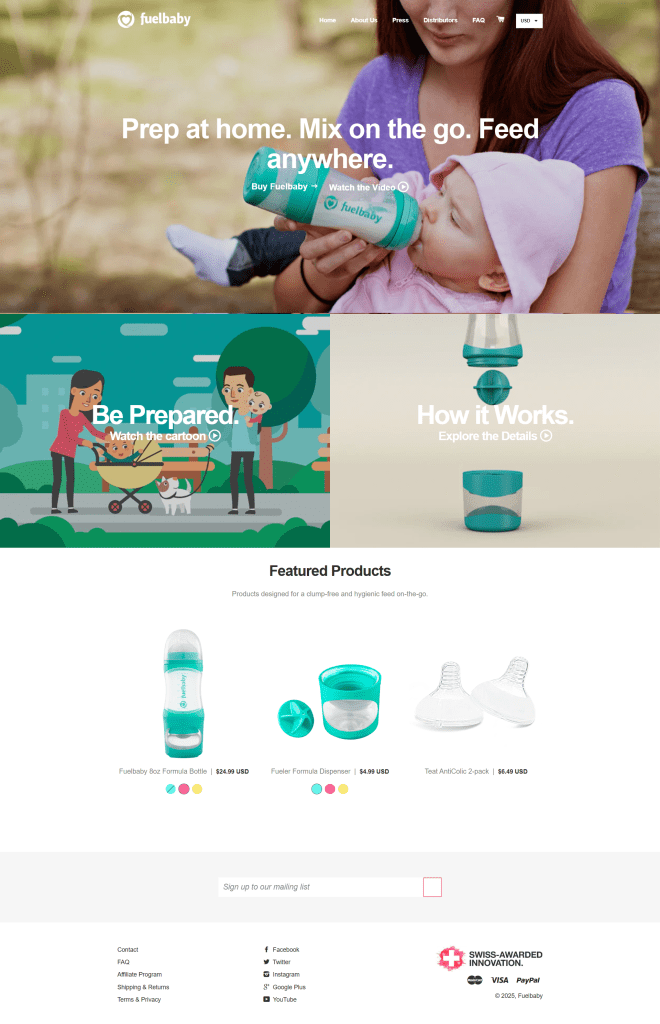 fuelbaby
Home About Us Press Distributors FAQ USD
Prep at home. Mix on the go. Feed
anywhere.
Buy Fuelbaby → Watch the Video
fuelbaby
Be Prepared.
Watch the cartoon
How it Works.
Explore the Details
Featured Products
Products designed for a clump-free and hygienic feed on-the-go.
fuelbaby
Fuelbaby 8oz Formula Bottle | $24.99 USD
Fueler Formula Dispenser | $4.99 USD
Teat AntiColic 2-pack | $6.49 USD
Sign up to our mailing list
Contact
FAQ
Affiliate Program
Shipping & Returns
Terms & Privacy
Facebook
Twitter
Instagram
Google Plus
YouTube
SWISS-AWARDED
INNOVATION.
VISA PayPal
© 2025, Fuelbaby